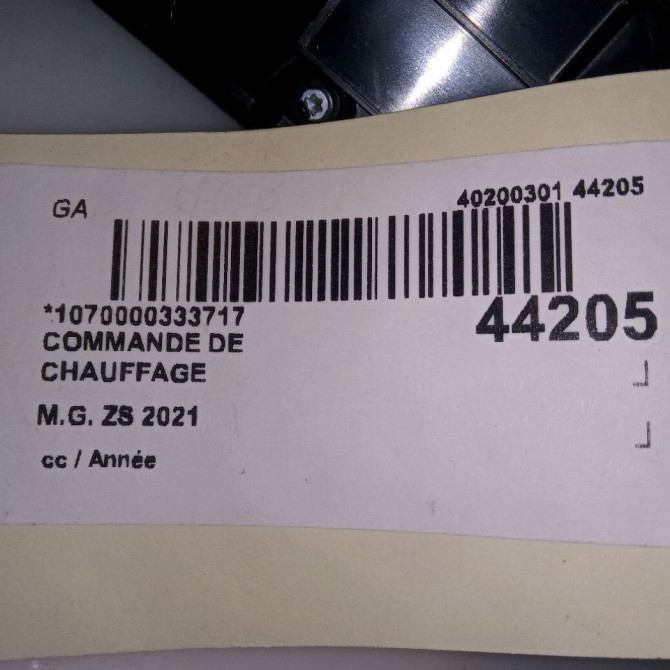 GA
40200301 44205
*1070000333717
44205
COMMANDE DE
CHAUFFAGE
M.G. ZS 2021
cc / Année